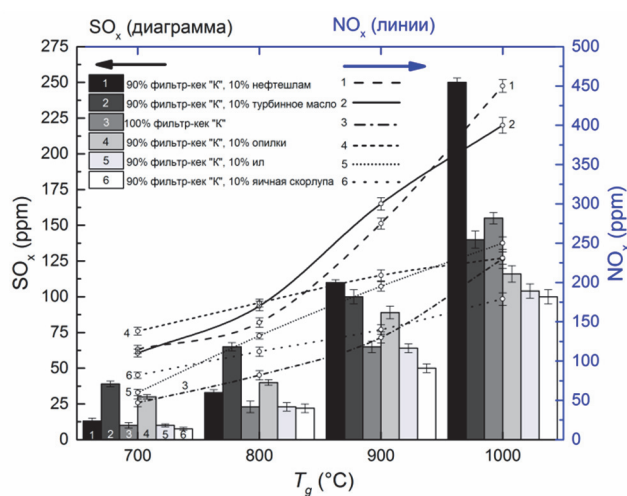 SOx (диаграмма) NOx (линии)
275 500
250 450
225 400
200 350
175 300
150 250
125 200
100 150
75 100
50 50
25 0
0
SOx (ppm)
NOx (ppm)
1 90% фильтр-кек "К", 10% нефтешлам
2 90% фильтр-кек "К", 10% турбинное масло
3 100% фильтр-кек "К"
4 90% фильтр-кек "К", 10% опилки
5 90% фильтр-кек "К", 10% ил
6 90% фильтр-кек "К", 10% яичная скорлупа
1
2
3
4
5
6
1
2
4
6
5
3
1 2 3 4 5 6
700 800 900 1000
Tg (°C)